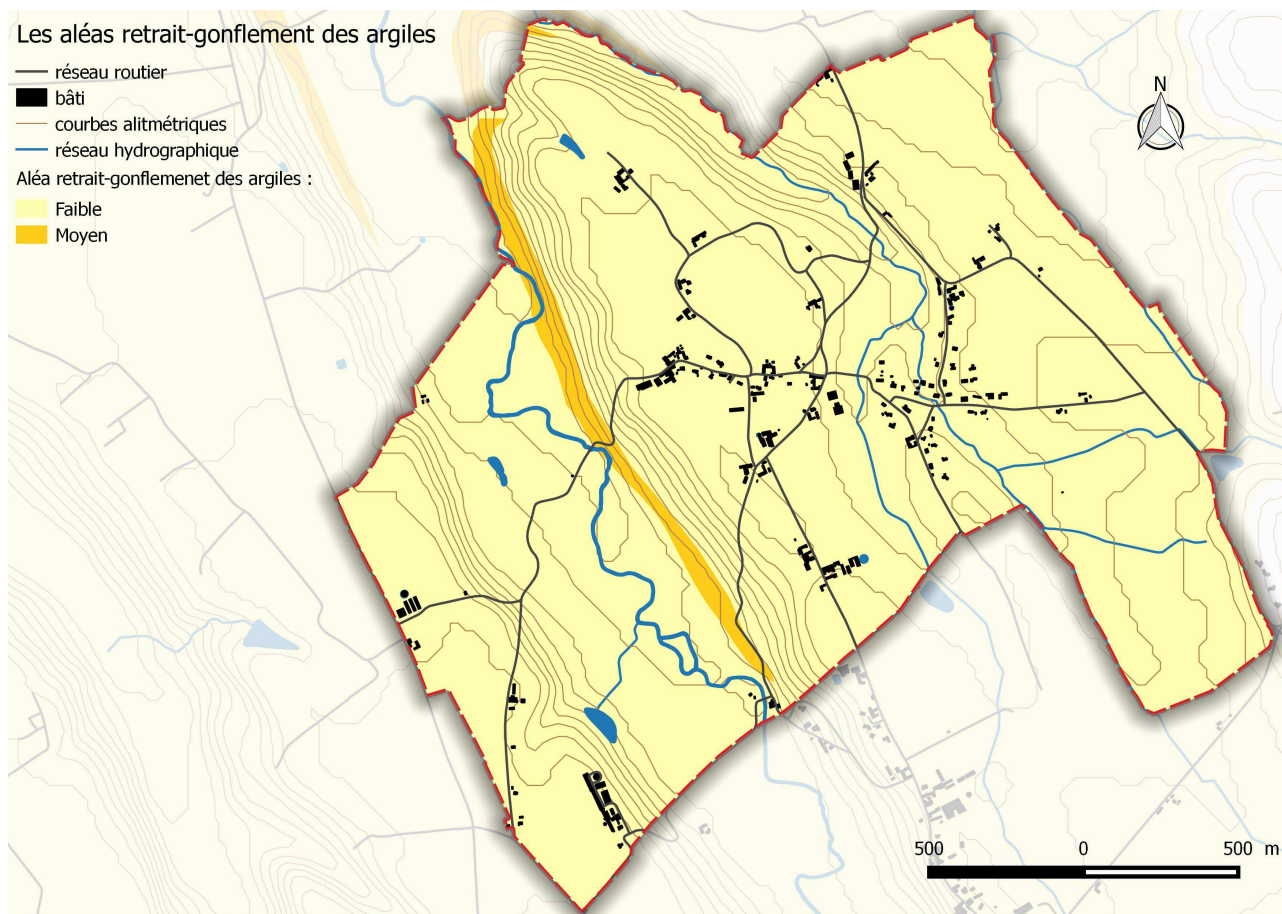 Les aléas retrait-gonflement des argiles
réseau routier
bâti
courbes alitmétriques
réseau hydrographique
Aléa retrait-gonflemenet des argiles :
Faible
Moyen
N
500 0 500 m